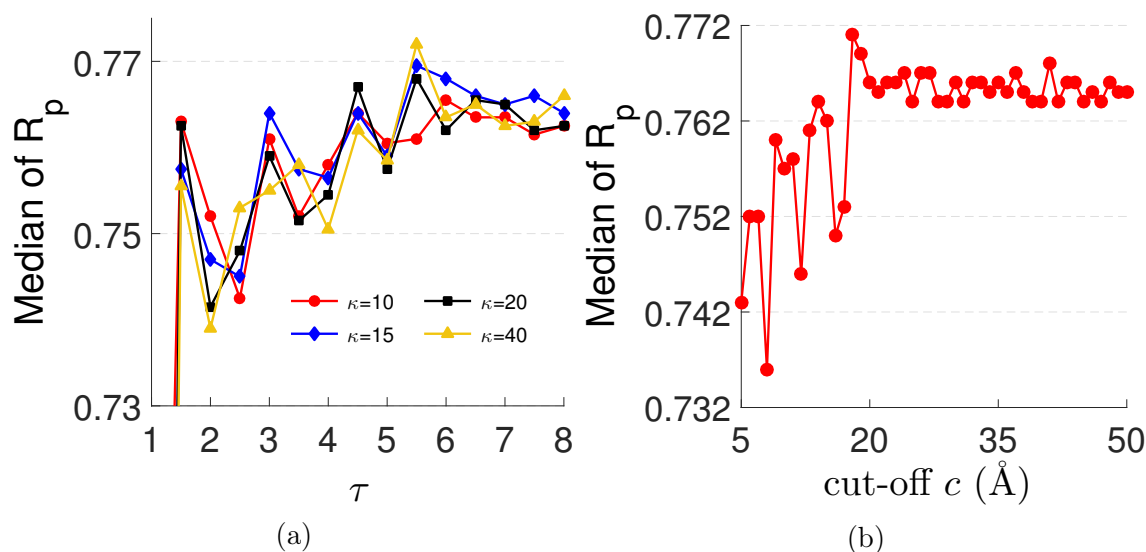 Median of Rp
0.77
0.75
0.73
1 2 3 4 5 6 7 8
τ
κ=10 κ=20
κ=15 κ=40
(a)
Median of Rp
0.772
0.762
0.752
0.742
0.732
5 20 35 50
cut-off c (Å)
(b)